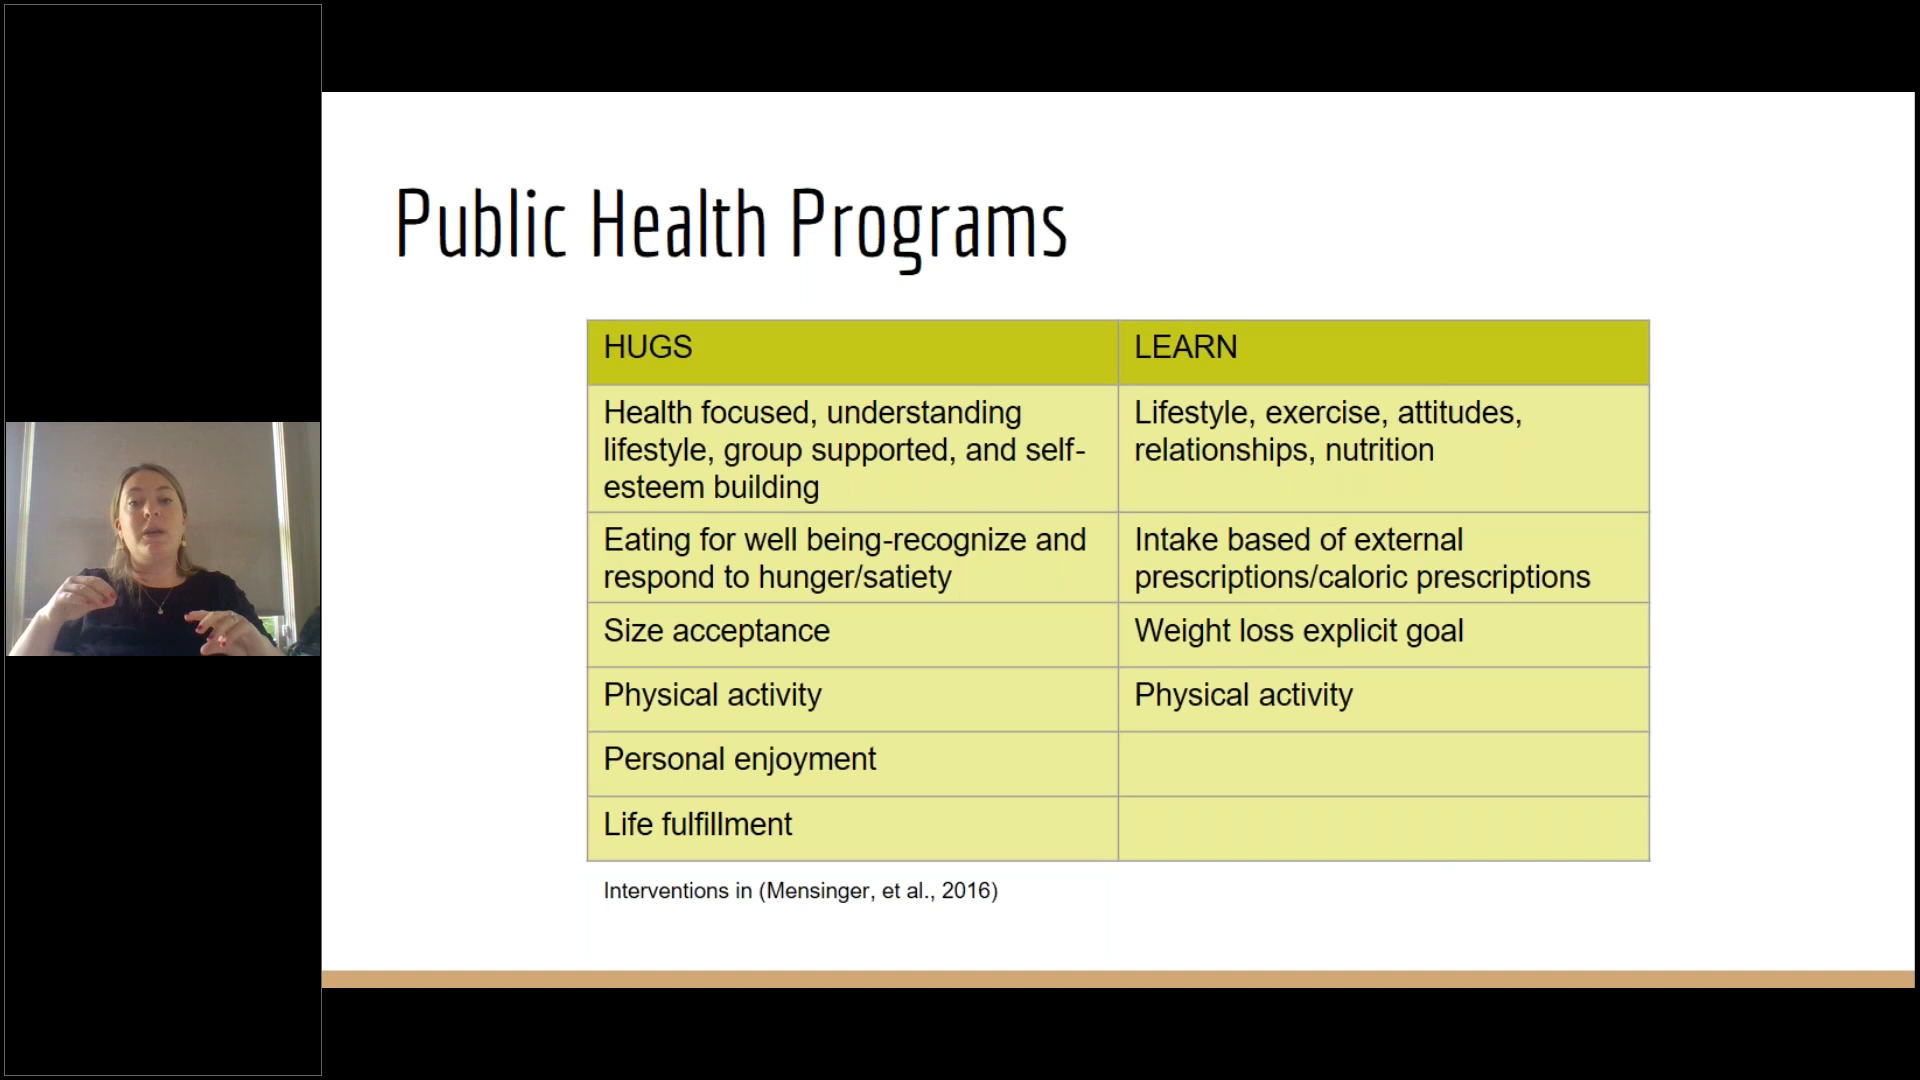 Public Health Programs
HUGS
LEARN
Health focused, understanding
lifestyle, group supported, and self-
esteem building
Lifestyle, exercise, attitudes,
relationships, nutrition
Eating for well being-recognize and
respond to hunger/satiety
Intake based of external
prescriptions/caloric prescriptions
Size acceptance
Weight loss explicit goal
Physical activity
Physical activity
Personal enjoyment
Life fulfillment
Interventions in (Mensinger, et al., 2016)